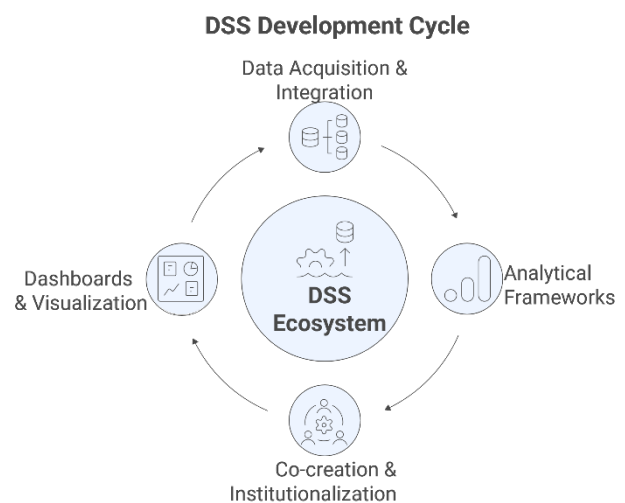 DSS Development Cycle
Data Acquisition &
Integration
Analytical
Frameworks
Dashboards
& Visualization
DSS
Ecosystem
Co-creation &
Institutionalization